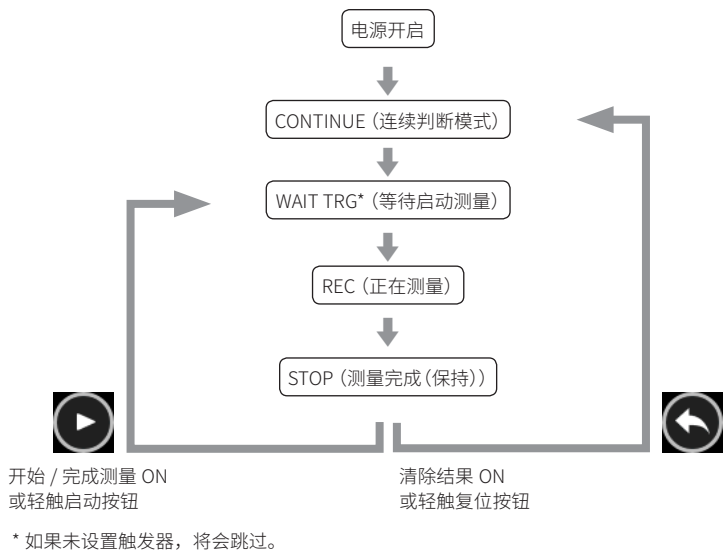 电源开启
CONTINUE（连续判断模式）
WAIT TRG*（等待启动测量）
REC（正在测量）
STOP（测量完成（保持））
开始 / 完成测量 ON
或轻触启动按钮
清除结果 ON
或轻触复位按钮
* 如果未设置触发器，将会跳过。